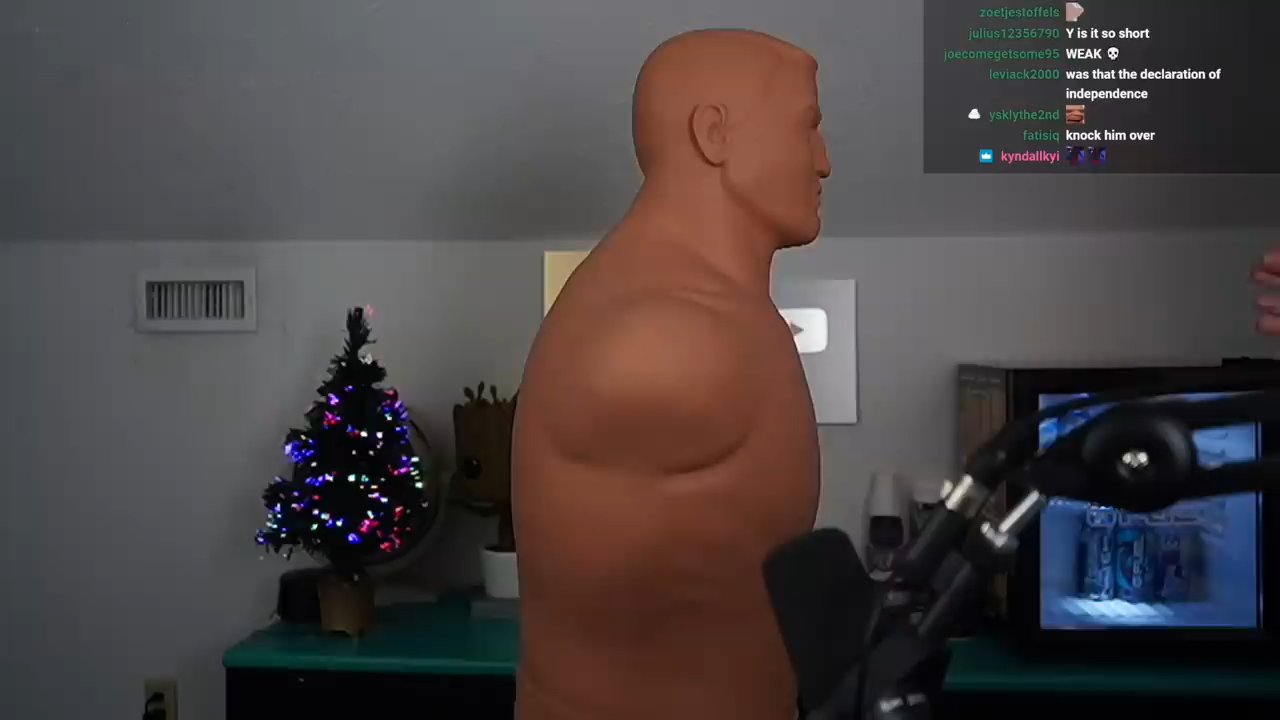 zoetjestoffels
julius12356790 Y is it so short
joecomegetsome95 WEAK
leviack2000 was that the declaration of
independence
ysklythe2nd
fatisiq knock him over
kyndallkyi